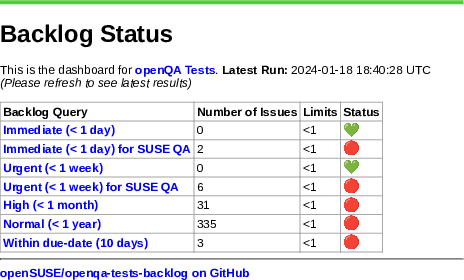 Backlog Status
This is the dashboard for openQA Tests. Latest Run: 2024-01-18 18:40:28 UTC
(Please refresh to see latest results)
Backlog Query Number of Issues Limits Status
Immediate (< 1 day) 0 <1 💚
Immediate (< 1 day) for SUSE QA 2 <1 🔴
Urgent (< 1 week) 0 <1 💚
Urgent (< 1 week) for SUSE QA 6 <1 🔴
High (< 1 month) 31 <1 🔴
Normal (< 1 year) 335 <1 🔴
Within due-date (10 days) 3 <1 🔴
openSUSE/openqa-tests-backlog on GitHub